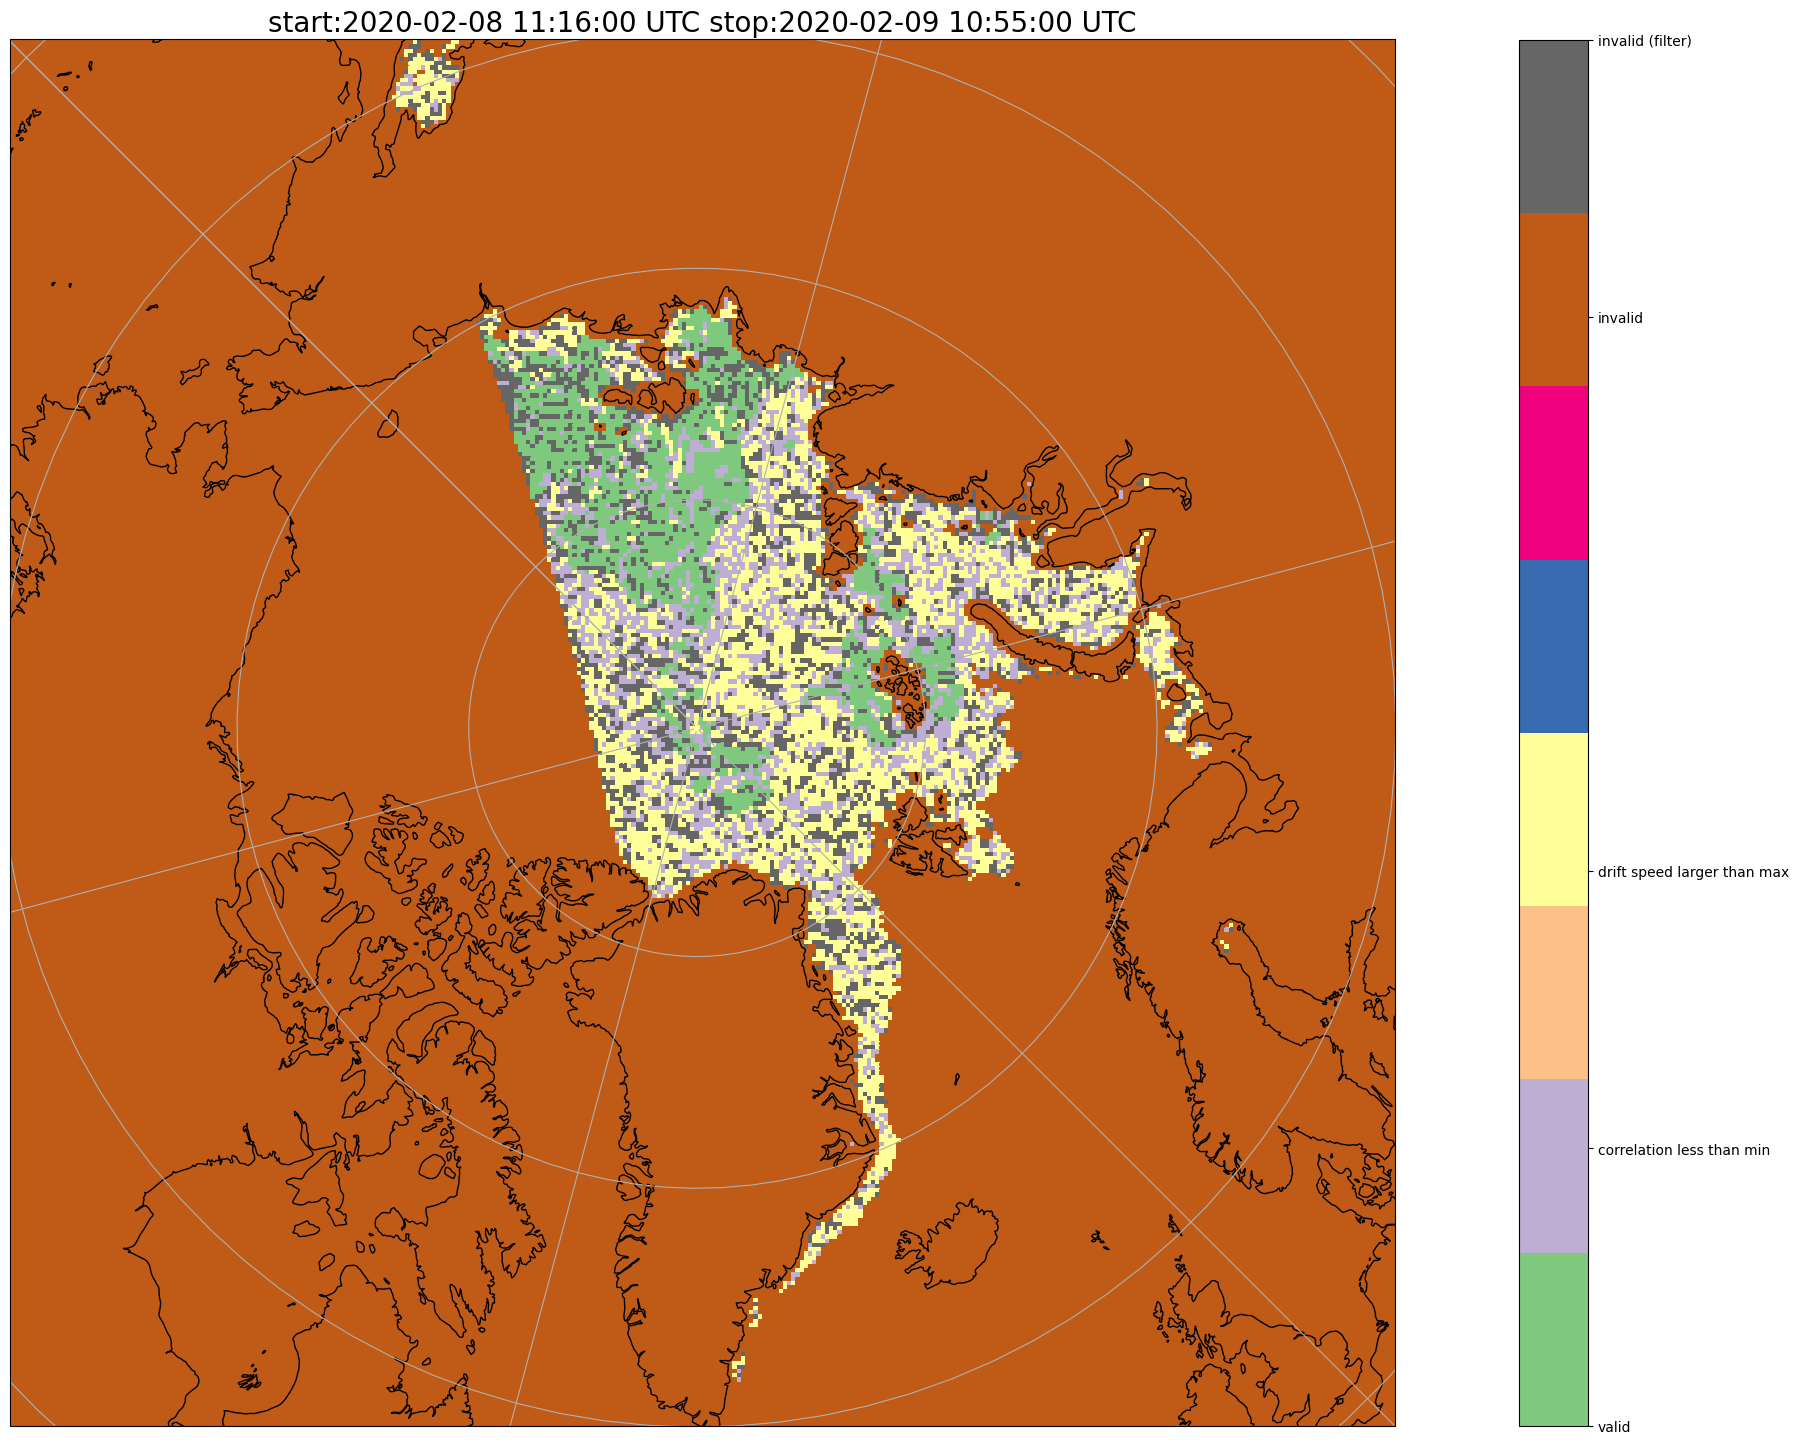 start:2020-02-08 11:16:00 UTC stop:2020-02-09 10:55:00 UTC
invalid (filter)
invalid
drift speed larger than max
correlation less than min
valid